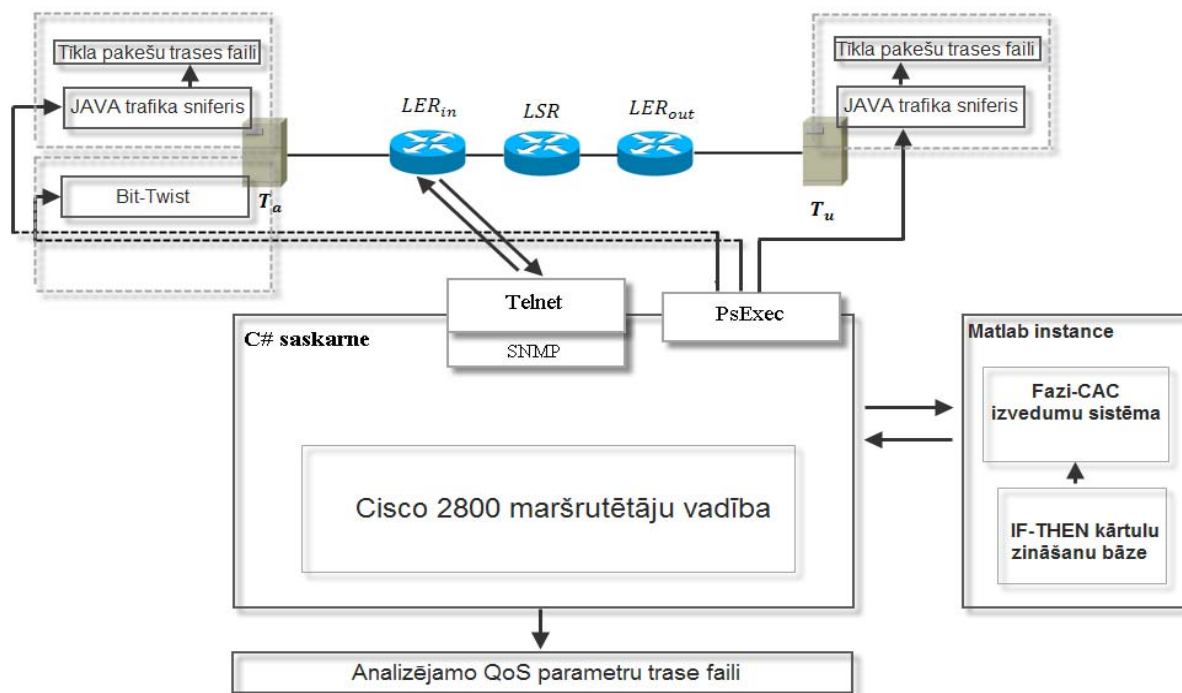 Tīkla pakešu trases faili
JAVA trafika sniferis
Bit-Twist
T_a
LER_in
LSR
LER_out
Tīkla pakešu trases faili
JAVA trafika sniferis
T_u
Telnet
SNMP
PsExec
C# saskarne
Cisco 2800 maršrutētāju vadība
Matlab instance
Fazi-CAC
izvedumu sistēma
IF-THEN kārtulu
zināšanu bāze
Analizējamo QoS parametru trase faili